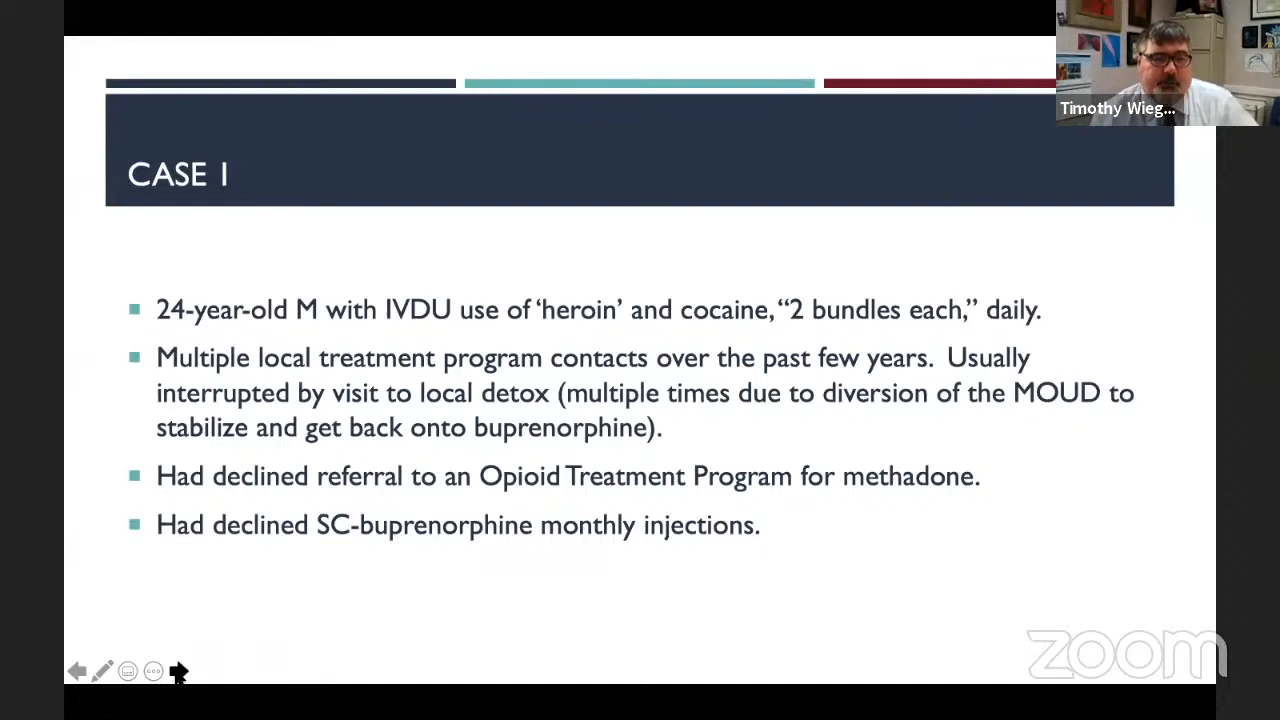 Timothy Wieg...
CASE 1
24-year-old M with IVDU use of ‘heroin’ and cocaine, “2 bundles each,” daily.
Multiple local treatment program contacts over the past few years. Usually
interrupted by visit to local detox (multiple times due to diversion of the MOUD to
stabilize and get back onto buprenorphine).
Had declined referral to an Opioid Treatment Program for methadone.
Had declined SC-buprenorphine monthly injections.
zoom